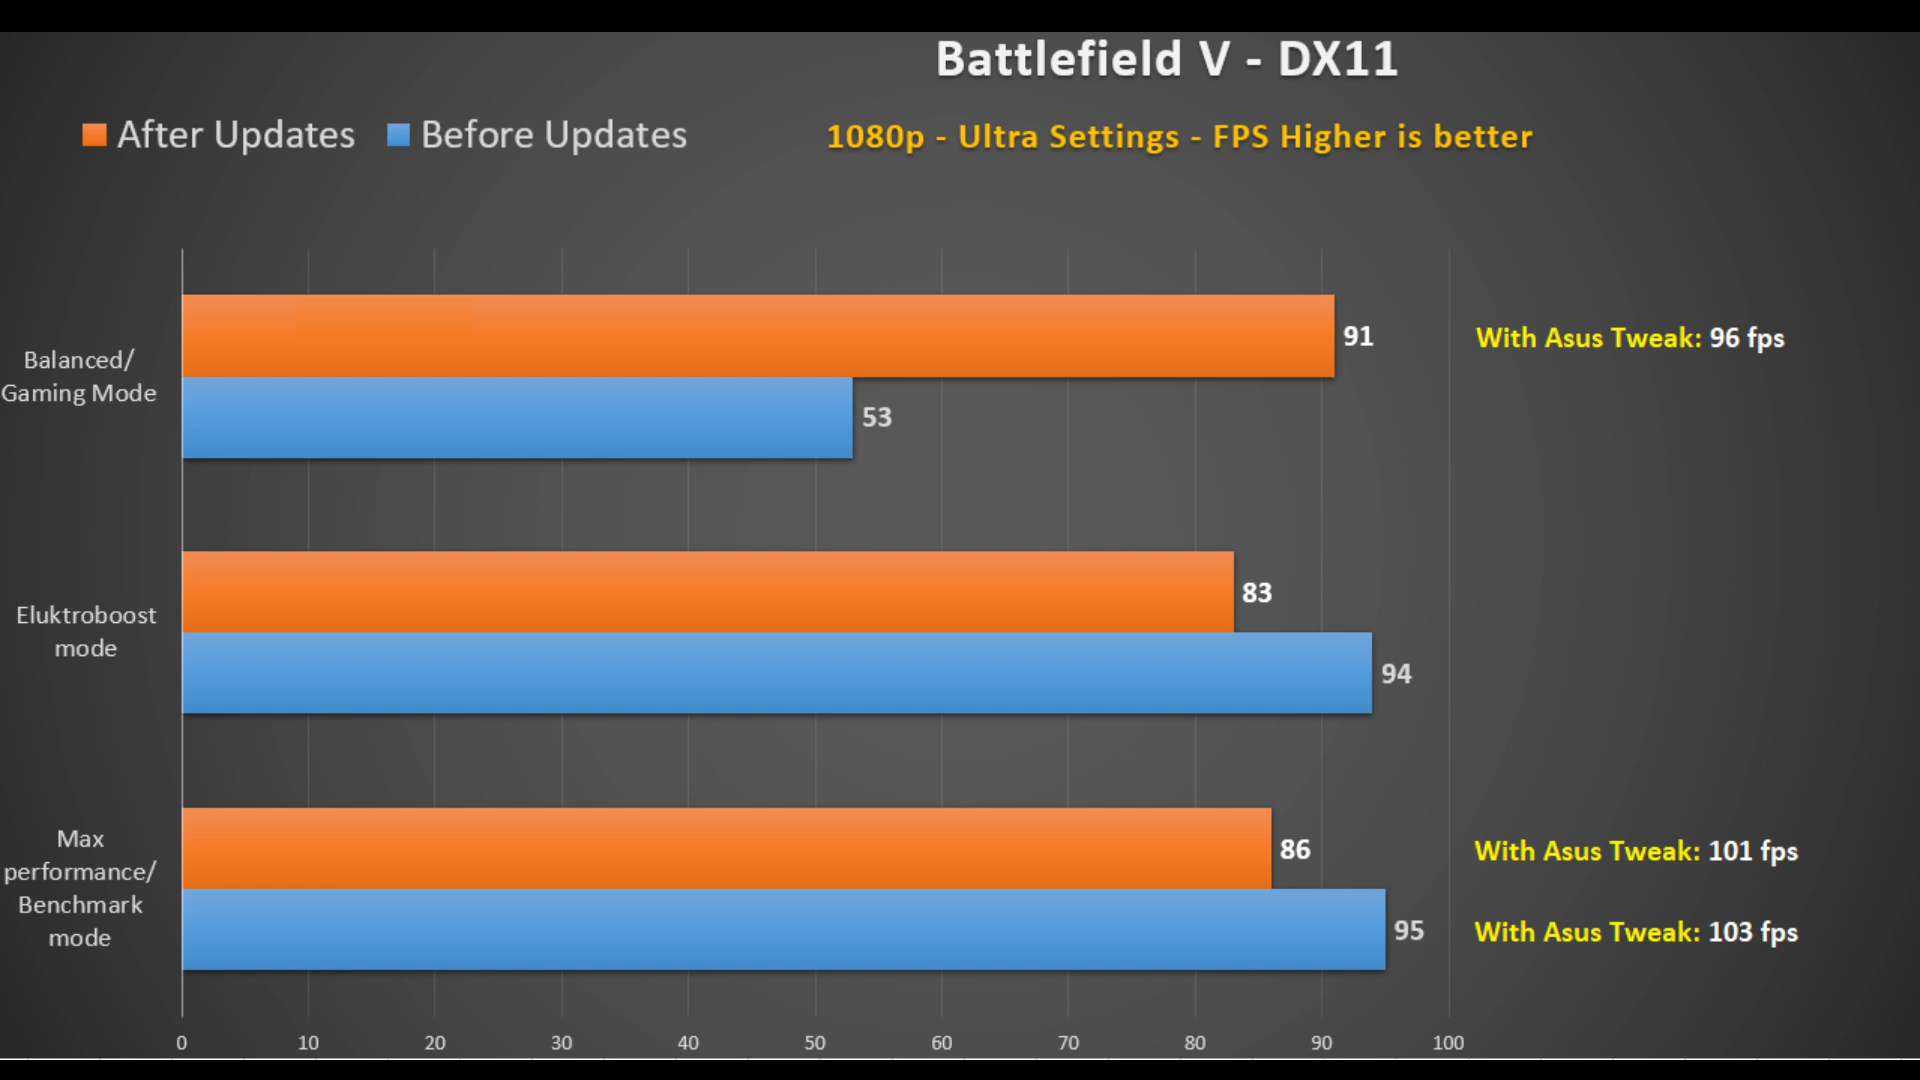 Battlefield V - DX11
After Updates
Before Updates
1080p - Ultra Settings - FPS Higher is better
Balanced/
Gaming Mode
91
53
With Asus Tweak: 96 fps
Eluktroboost
mode
83
94
Max
performance/
Benchmark
mode
86
95
With Asus Tweak: 101 fps
With Asus Tweak: 103 fps
0 10 20 30 40 50 60 70 80 90 100